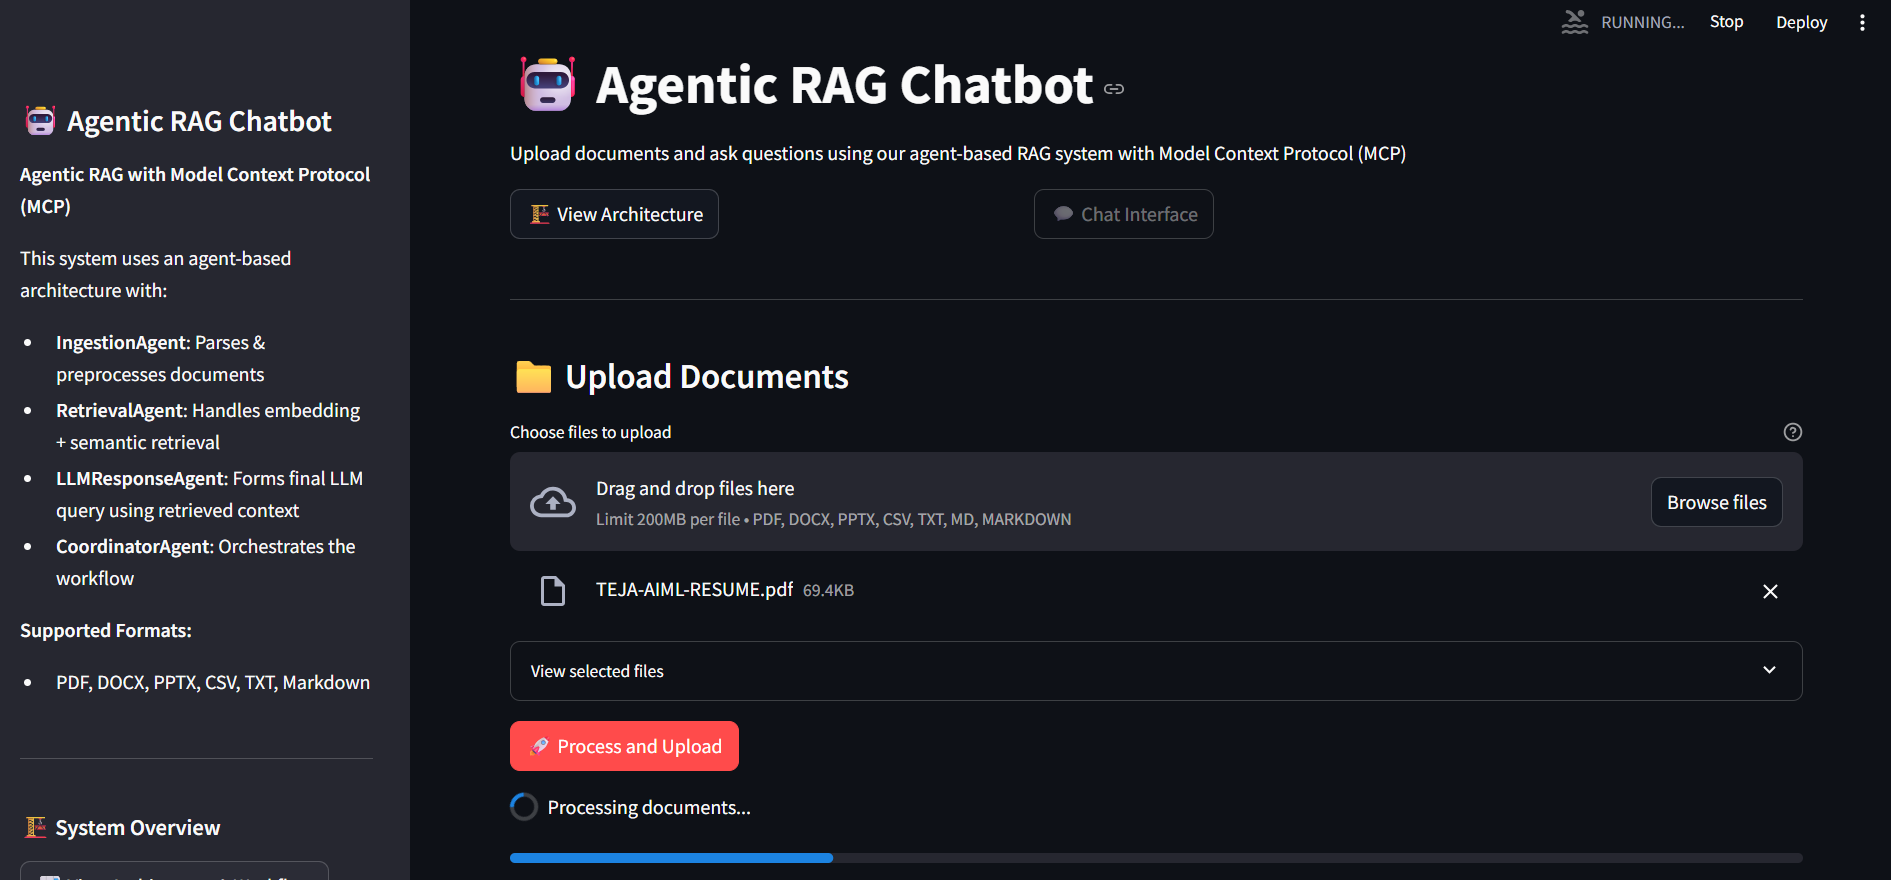 RUNNING...
Stop
Deploy
Agentic RAG Chatbot
Agentic RAG with Model Context Protocol
(MCP)
This system uses an agent-based
architecture with:
• IngestionAgent: Parses &
preprocesses documents
• RetrievalAgent: Handles embedding
+ semantic retrieval
• LLMResponseAgent: Forms final LLM
query using retrieved context
• CoordinatorAgent: Orchestrates the
workflow
Supported Formats:
• PDF, DOCX, PPTX, CSV, TXT, Markdown
System Overview
Agentic RAG Chatbot
Upload documents and ask questions using our agent-based RAG system with Model Context Protocol (MCP)
View Architecture
Chat Interface
Upload Documents
Choose files to upload
Drag and drop files here
Limit 200MB per file • PDF, DOCX, PPTX, CSV, TXT, MD, MARKDOWN
Browse files
TEJA-AIML-RESUME.pdf 69.4KB
View selected files
Process and Upload
Processing documents...